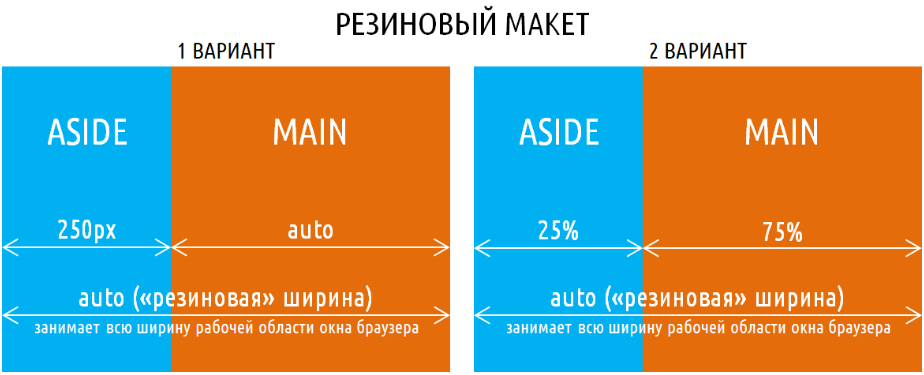 РЕЗИНОВЫЙ МАКЕТ
1 ВАРИАНТ
ASIDE
MAIN
250px
auto
auto («резиновая» ширина)
занимает всю ширину рабочей области окна браузера
2 ВАРИАНТ
ASIDE
MAIN
25%
75%
auto («резиновая» ширина)
занимает всю ширину рабочей области окна браузера